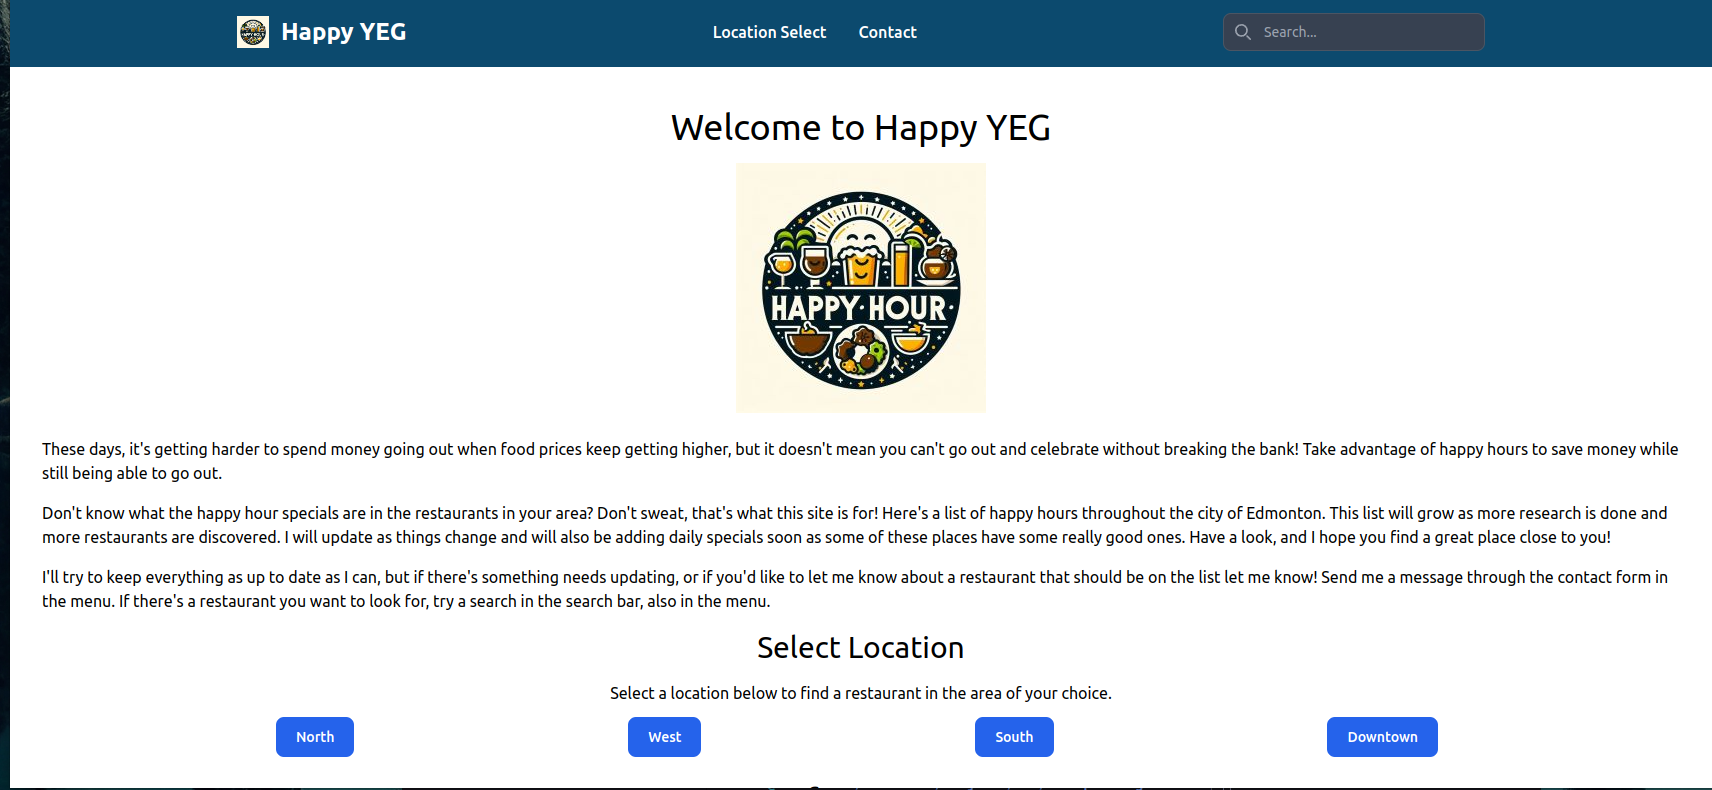 Happy YEG
Location Select
Contact
Search...
Welcome to Happy YEG
HAPPY·HOUR·
These days, it's getting harder to spend money going out when food prices keep getting higher, but it doesn't mean you can't go out and celebrate without breaking the bank! Take advantage of happy hours to save money while
still being able to go out.
Don't know what the happy hour specials are in the restaurants in your area? Don't sweat, that's what this site is for! Here's a list of happy hours throughout the city of Edmonton. This list will grow as more research is done and
more restaurants are discovered. I will update as things change and will also be adding daily specials soon as some of these places have some really good ones. Have a look, and I hope you find a great place close to you!
I'll try to keep everything as up to date as I can, but if there's something needs updating, or if you'd like to let me know about a restaurant that should be on the list let me know! Send me a message through the contact form in
the menu. If there's a restaurant you want to look for, try a search in the search bar, also in the menu.
Select Location
Select a location below to find a restaurant in the area of your choice.
North
West
South
Downtown